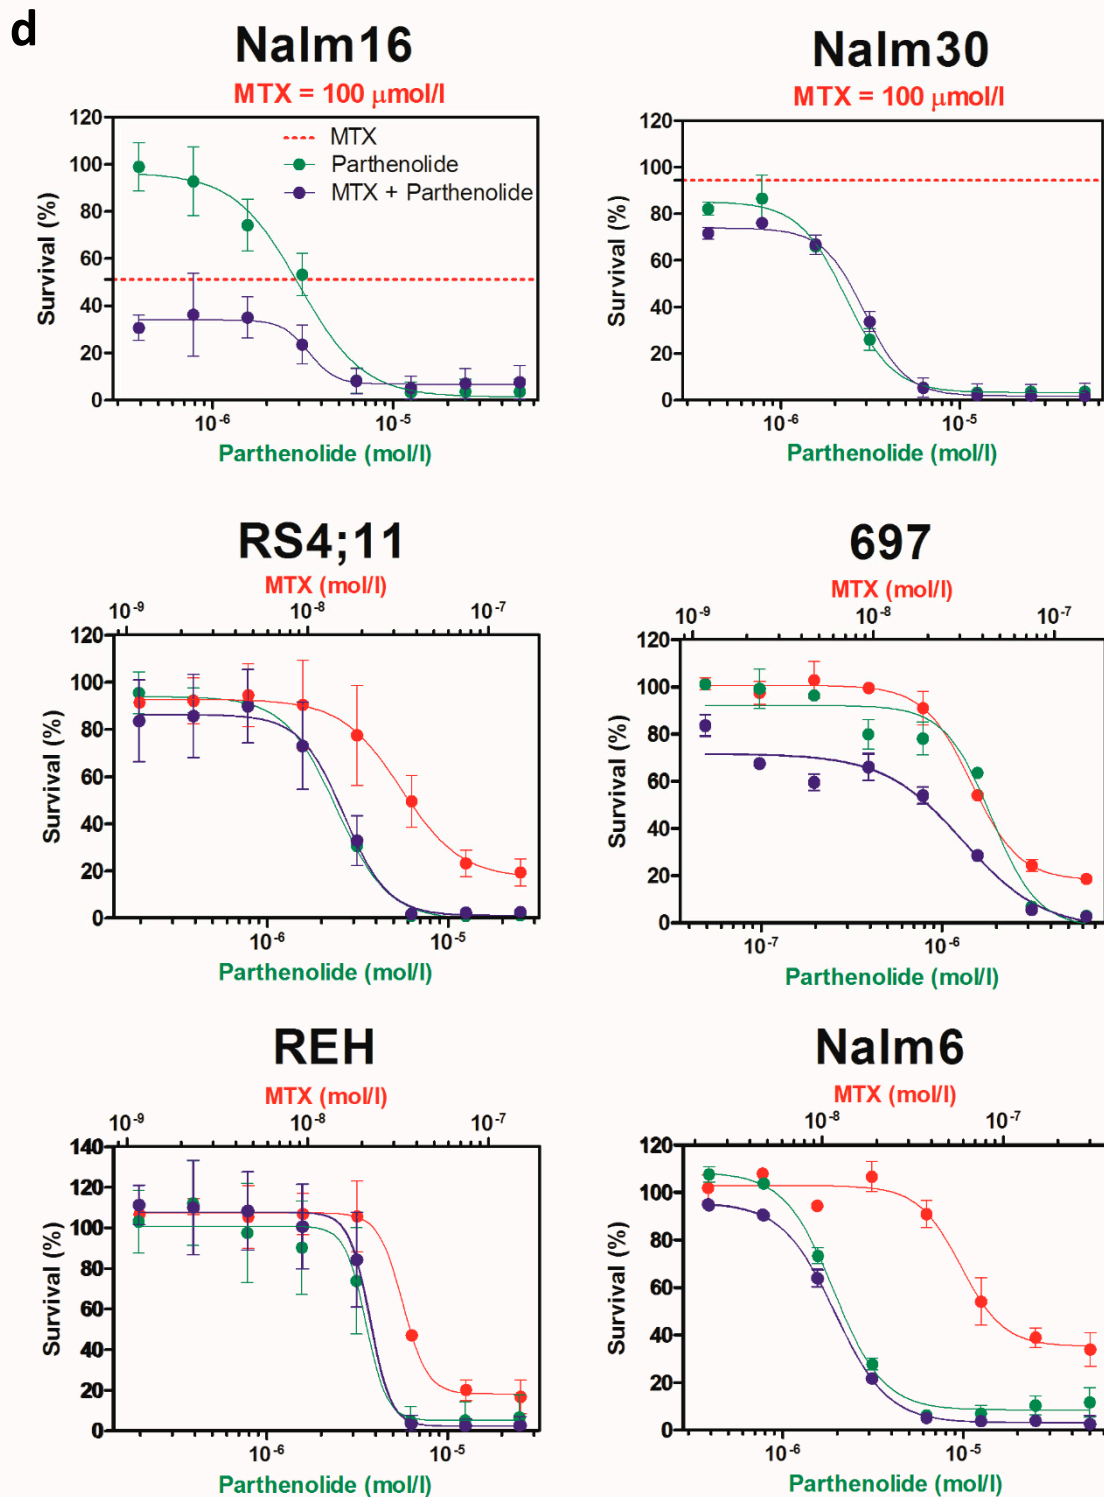 d
Nalm16
MTX = 100 μmol/l
120
100
80
60
40
20
0
Survival (%)
MTX
Parthenolide
MTX + Parthenolide
10-6
10-5
Parthenolide (mol/l)
Nalm30
MTX = 100 μmol/l
120
100
80
60
40
20
0
Survival (%)
10-6
10-5
Parthenolide (mol/l)
RS4;11
MTX (mol/l)
10-9
10-8
10-7
120
100
80
60
40
20
0
Survival (%)
10-6
10-5
Parthenolide (mol/l)
697
MTX (mol/l)
10-9
10-8
10-7
120
100
80
60
40
20
0
Survival (%)
10-7
10-6
Parthenolide (mol/l)
REH
MTX (mol/l)
10-9
10-8
10-7
140
120
100
80
60
40
20
0
Survival (%)
10-6
10-5
Parthenolide (mol/l)
Nalm6
MTX (mol/l)
10-8
10-7
120
100
80
60
40
20
0
Survival (%)
10-6
10-5
Parthenolide (mol/l)